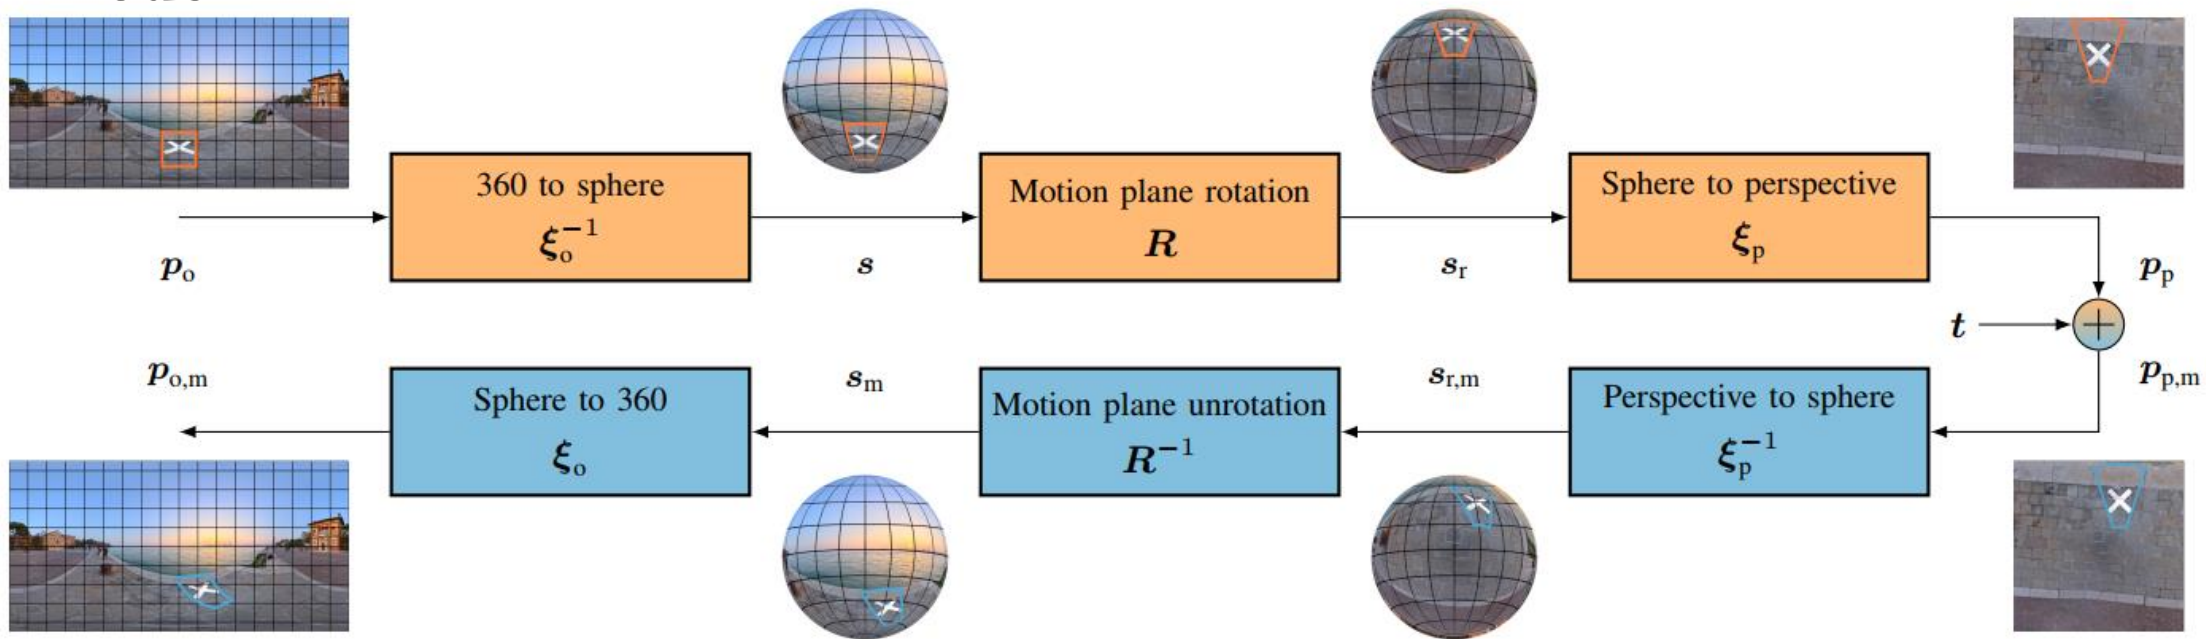 360 to sphere
ξₒ⁻¹
Motion plane rotation
R
Sphere to perspective
ξₚ
pₒ
s
sᵣ
pₚ
t
+
pₒ,ₘ
sₘ
sᵣ,ₘ
pₚ,ₘ
Sphere to 360
ξₒ
Motion plane unrotation
R⁻¹
Perspective to sphere
ξₚ⁻¹